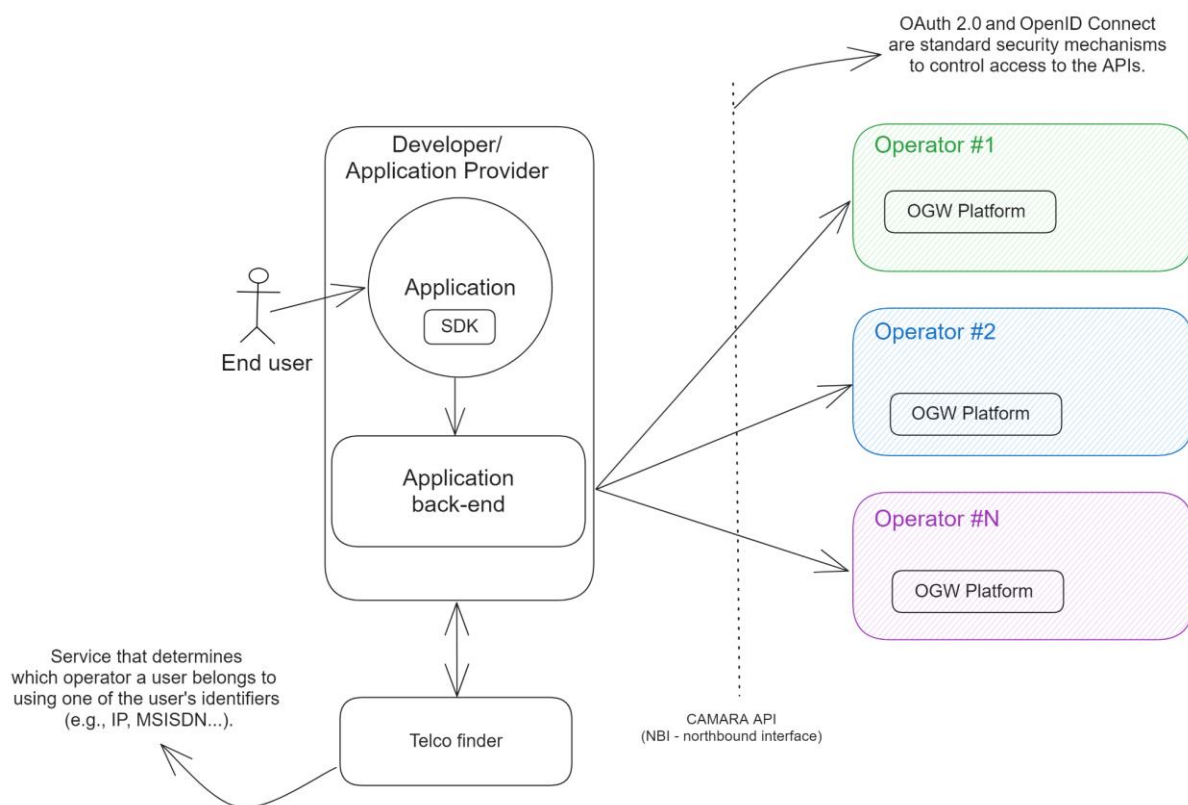 OAuth 2.0 and OpenID Connect
are standard security mechanisms
to control access to the APIs.
Developer/
Application Provider
Application
SDK
End user
Application
back-end
Operator #1
OGW Platform
Operator #2
OGW Platform
Operator #N
OGW Platform
Service that determines
which operator a user belongs to
using one of the user's identifiers
(e.g., IP, MSISDN...).
Telco finder
CAMARA API
(NBI - northbound interface)